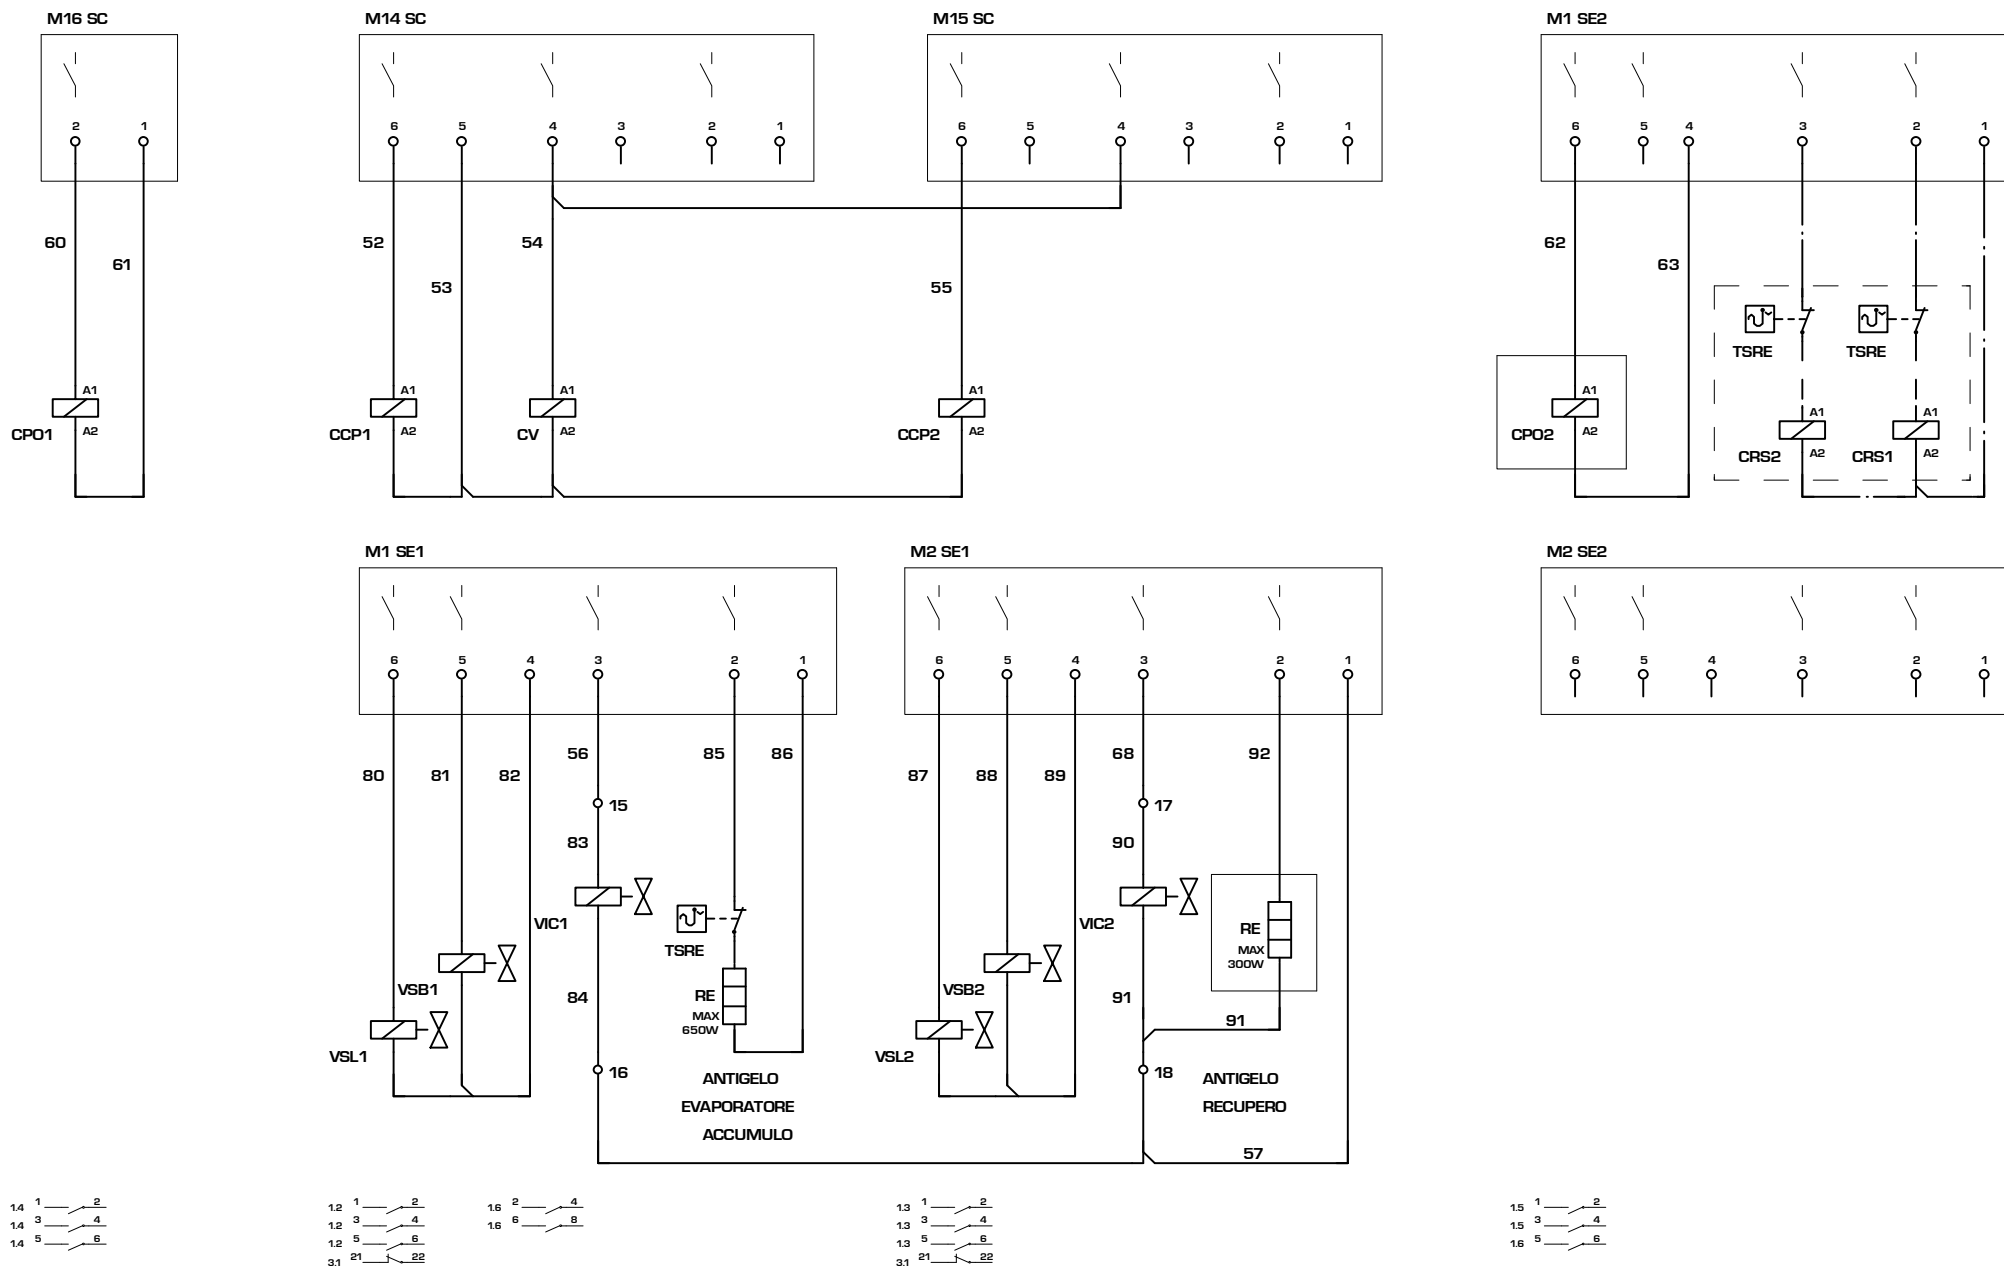 M16 SC M14 SC M15 SC M1 SE2
2 1 6 5 4 3 2 1 6 5 4 3 2 1 6 5 4 3 2 1
60 52 54 62
61 63
53 55
TSRE TSRE
A1 A1 A1 A1 A1
A1 A1
CPO1 A2 CCP1 A2 CV A2 CCP2 A2 CPO2 A2
CRS2 A2 CRS1 A2
M1 SE1 M2 SE1 M2 SE2
6 5 4 3 2 1 6 5 4 3 2 1 6 5 4 3 2 1
56 85 86 68 92
80 81 82 87 88 89
15 17
83 90
VIC1 VIC2 RE
TSRE MAX
300W
VSB1 VSB2
84 RE 91
MAX 91
650W
VSL1 VSL2
16 18
ANTIGELO ANTIGELO
EVAPORATORE RECUPERO
ACCUMULO
57
1.4 1 2 1.2 1 2 1.6 2 4 1.3 1 2 1.5 1 2
1.4 3 4 1.2 3 4 1.6 6 8 1.3 3 4 1.5 3 4
1.4 5 6 1.2 5 6 1.3 5 6 1.6 5 6
3.1 21 22 3.1 21 22